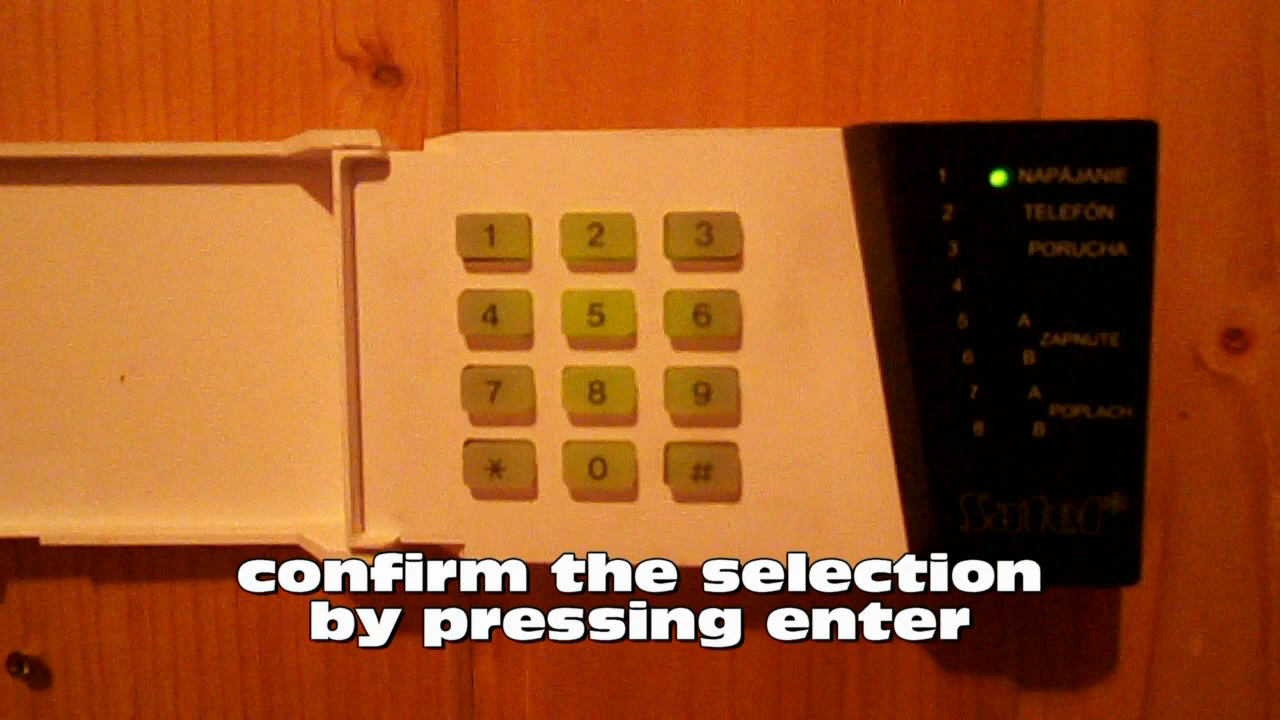 1 2 3
4 5 6
7 8 9
* 0 #
1 NAPÁJANIE
2 TELEFÓN
3 PORUCHA
4
5 A
ZAPNUTÉ
6 B
7 A
POPLACH
8 B
Satel*
confirm the selection
by pressing enter